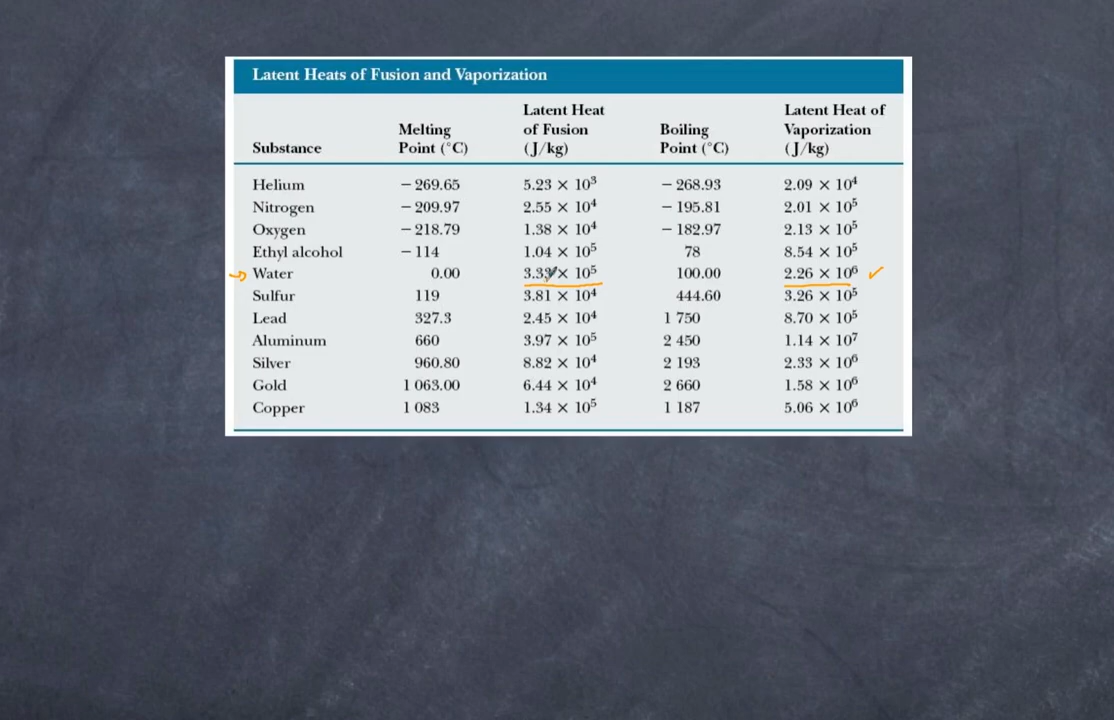 Latent Heats of Fusion and Vaporization
Latent Heat Latent Heat of
Melting of Fusion Boiling Vaporization
Substance Point (°C) (J/kg) Point (°C) (J/kg)
Helium − 269.65 5.23 × 10³ − 268.93 2.09 × 10⁴
Nitrogen − 209.97 2.55 × 10⁴ − 195.81 2.01 × 10⁵
Oxygen − 218.79 1.38 × 10⁴ − 182.97 2.13 × 10⁵
Ethyl alcohol − 114 1.04 × 10⁵ 78 8.54 × 10⁵
Water 0.00 3.33 × 10⁵ 100.00 2.26 × 10⁶
Sulfur 119 3.81 × 10⁴ 444.60 3.26 × 10⁵
Lead 327.3 2.45 × 10⁴ 1 750 8.70 × 10⁵
Aluminum 660 3.97 × 10⁵ 2 450 1.14 × 10⁷
Silver 960.80 8.82 × 10⁴ 2 193 2.33 × 10⁶
Gold 1 063.00 6.44 × 10⁴ 2 660 1.58 × 10⁶
Copper 1 083 1.34 × 10⁵ 1 187 5.06 × 10⁶